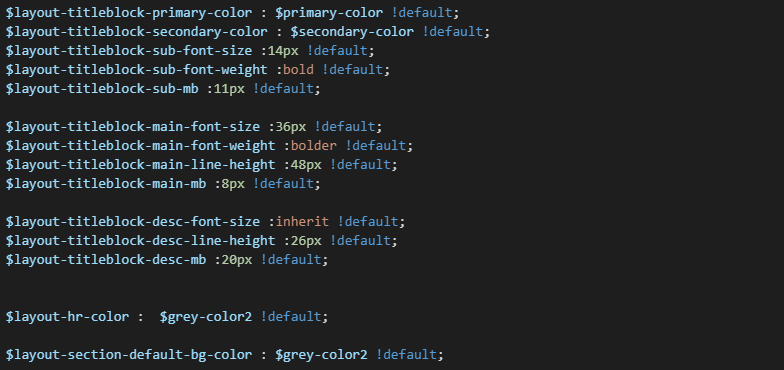 $layout-titleblock-primary-color : $primary-color !default;
$layout-titleblock-secondary-color : $secondary-color !default;
$layout-titleblock-sub-font-size :14px !default;
$layout-titleblock-sub-font-weight :bold !default;
$layout-titleblock-sub-mb :11px !default;
$layout-titleblock-main-font-size :36px !default;
$layout-titleblock-main-font-weight :bolder !default;
$layout-titleblock-main-line-height :48px !default;
$layout-titleblock-main-mb :8px !default;
$layout-titleblock-desc-font-size :inherit !default;
$layout-titleblock-desc-line-height :26px !default;
$layout-titleblock-desc-mb :20px !default;
$layout-hr-color :  $grey-color2 !default;
$layout-section-default-bg-color : $grey-color2 !default;